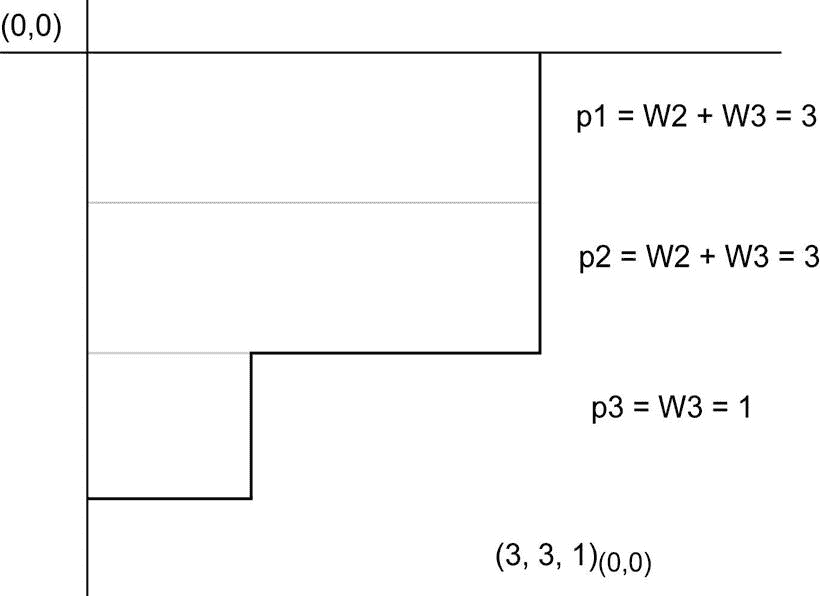 (0,0)
p1 = W2 + W3 = 3
p2 = W2 + W3 = 3
p3 = W3 = 1
(3, 3, 1)(0,0)